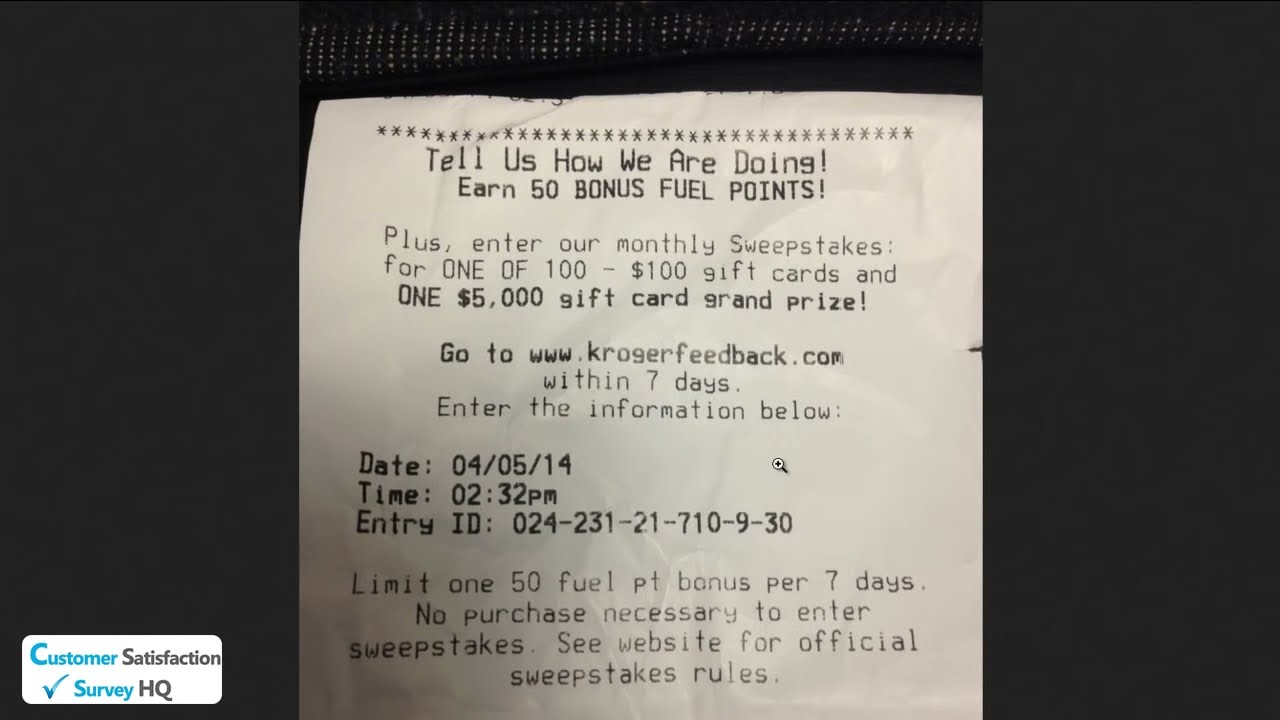 ****************************************
Tell Us How We Are Doing!
Earn 50 BONUS FUEL POINTS!
Plus, enter our monthly Sweepstakes:
for ONE OF 100 - $100 gift cards and
ONE $5,000 gift card grand prize!
Go to www.krogerfeedback.com
within 7 days.
Enter the information below:
Date: 04/05/14
Time: 02:32pm
Entry ID: 024-231-21-710-9-30
Limit one 50 fuel pt bonus per 7 days.
No purchase necessary to enter
sweepstakes. See website for official
sweepstakes rules.
Customer Satisfaction
Survey HQ